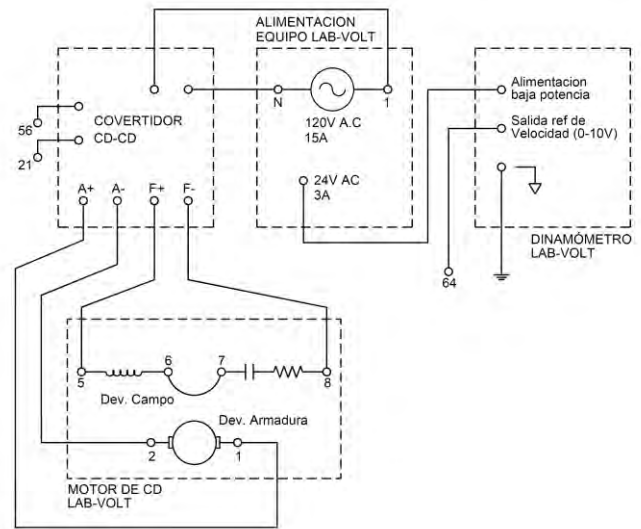 ALIMENTACION
EQUIPO LAB-VOLT
N
1
120V A.C
15A
24V AC
3A
56
21
COVERTIDOR
CD-CD
A+ A- F+ F-
Alimentacion
baja potencia
Salida ref de
Velocidad (0-10V)
DINAMÓMETRO
LAB-VOLT
64
5 6 7 8
Dev. Campo
Dev. Armadura
2 1
MOTOR DE CD
LAB-VOLT